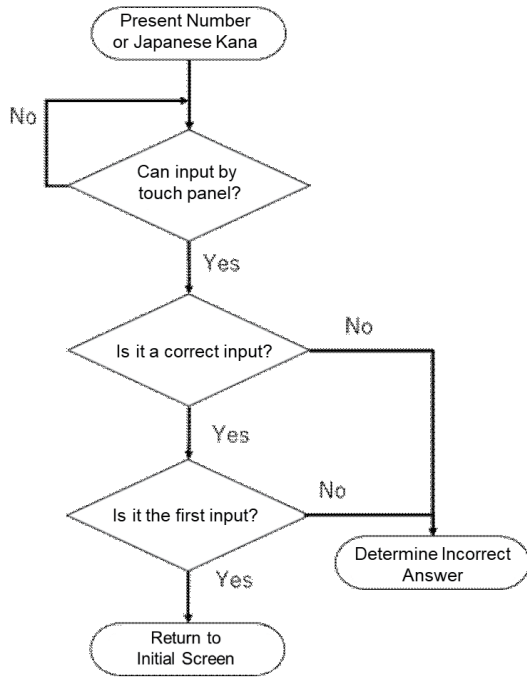 Present Number
or Japanese Kana
No
Can input by
touch panel?
Yes
No
Is it a correct input?
Yes
No
Is it the first input?
Determine Incorrect
Answer
Yes
Return to
Initial Screen